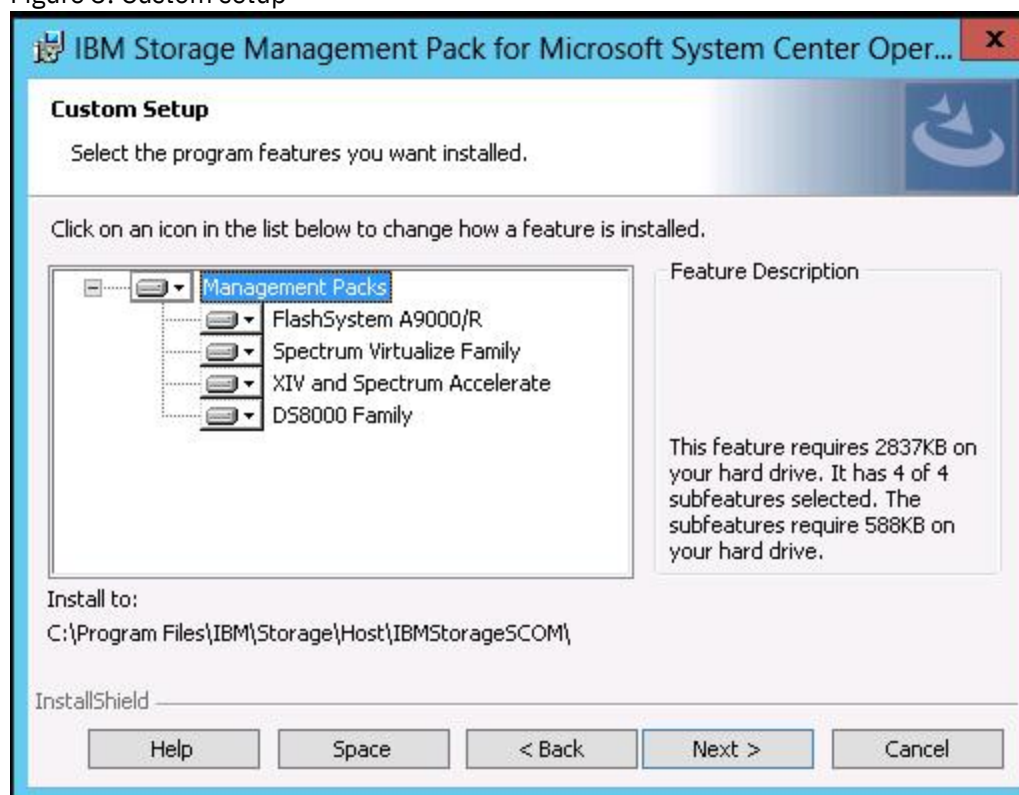 IBM Storage Management Pack for Microsoft System Center Oper...
x
Custom Setup
Select the program features you want installed.
Click on an icon in the list below to change how a feature is installed.
Management Packs
FlashSystem A9000/R
Spectrum Virtualize Family
XIV and Spectrum Accelerate
DS8000 Family
Feature Description
This feature requires 2837KB on
your hard drive. It has 4 of 4
subfeatures selected. The
subfeatures require 588KB on
your hard drive.
Install to:
C:\Program Files\IBM\Storage\Host\IBMStorageSCOM\
InstallShield
Help
Space
< Back
Next >
Cancel